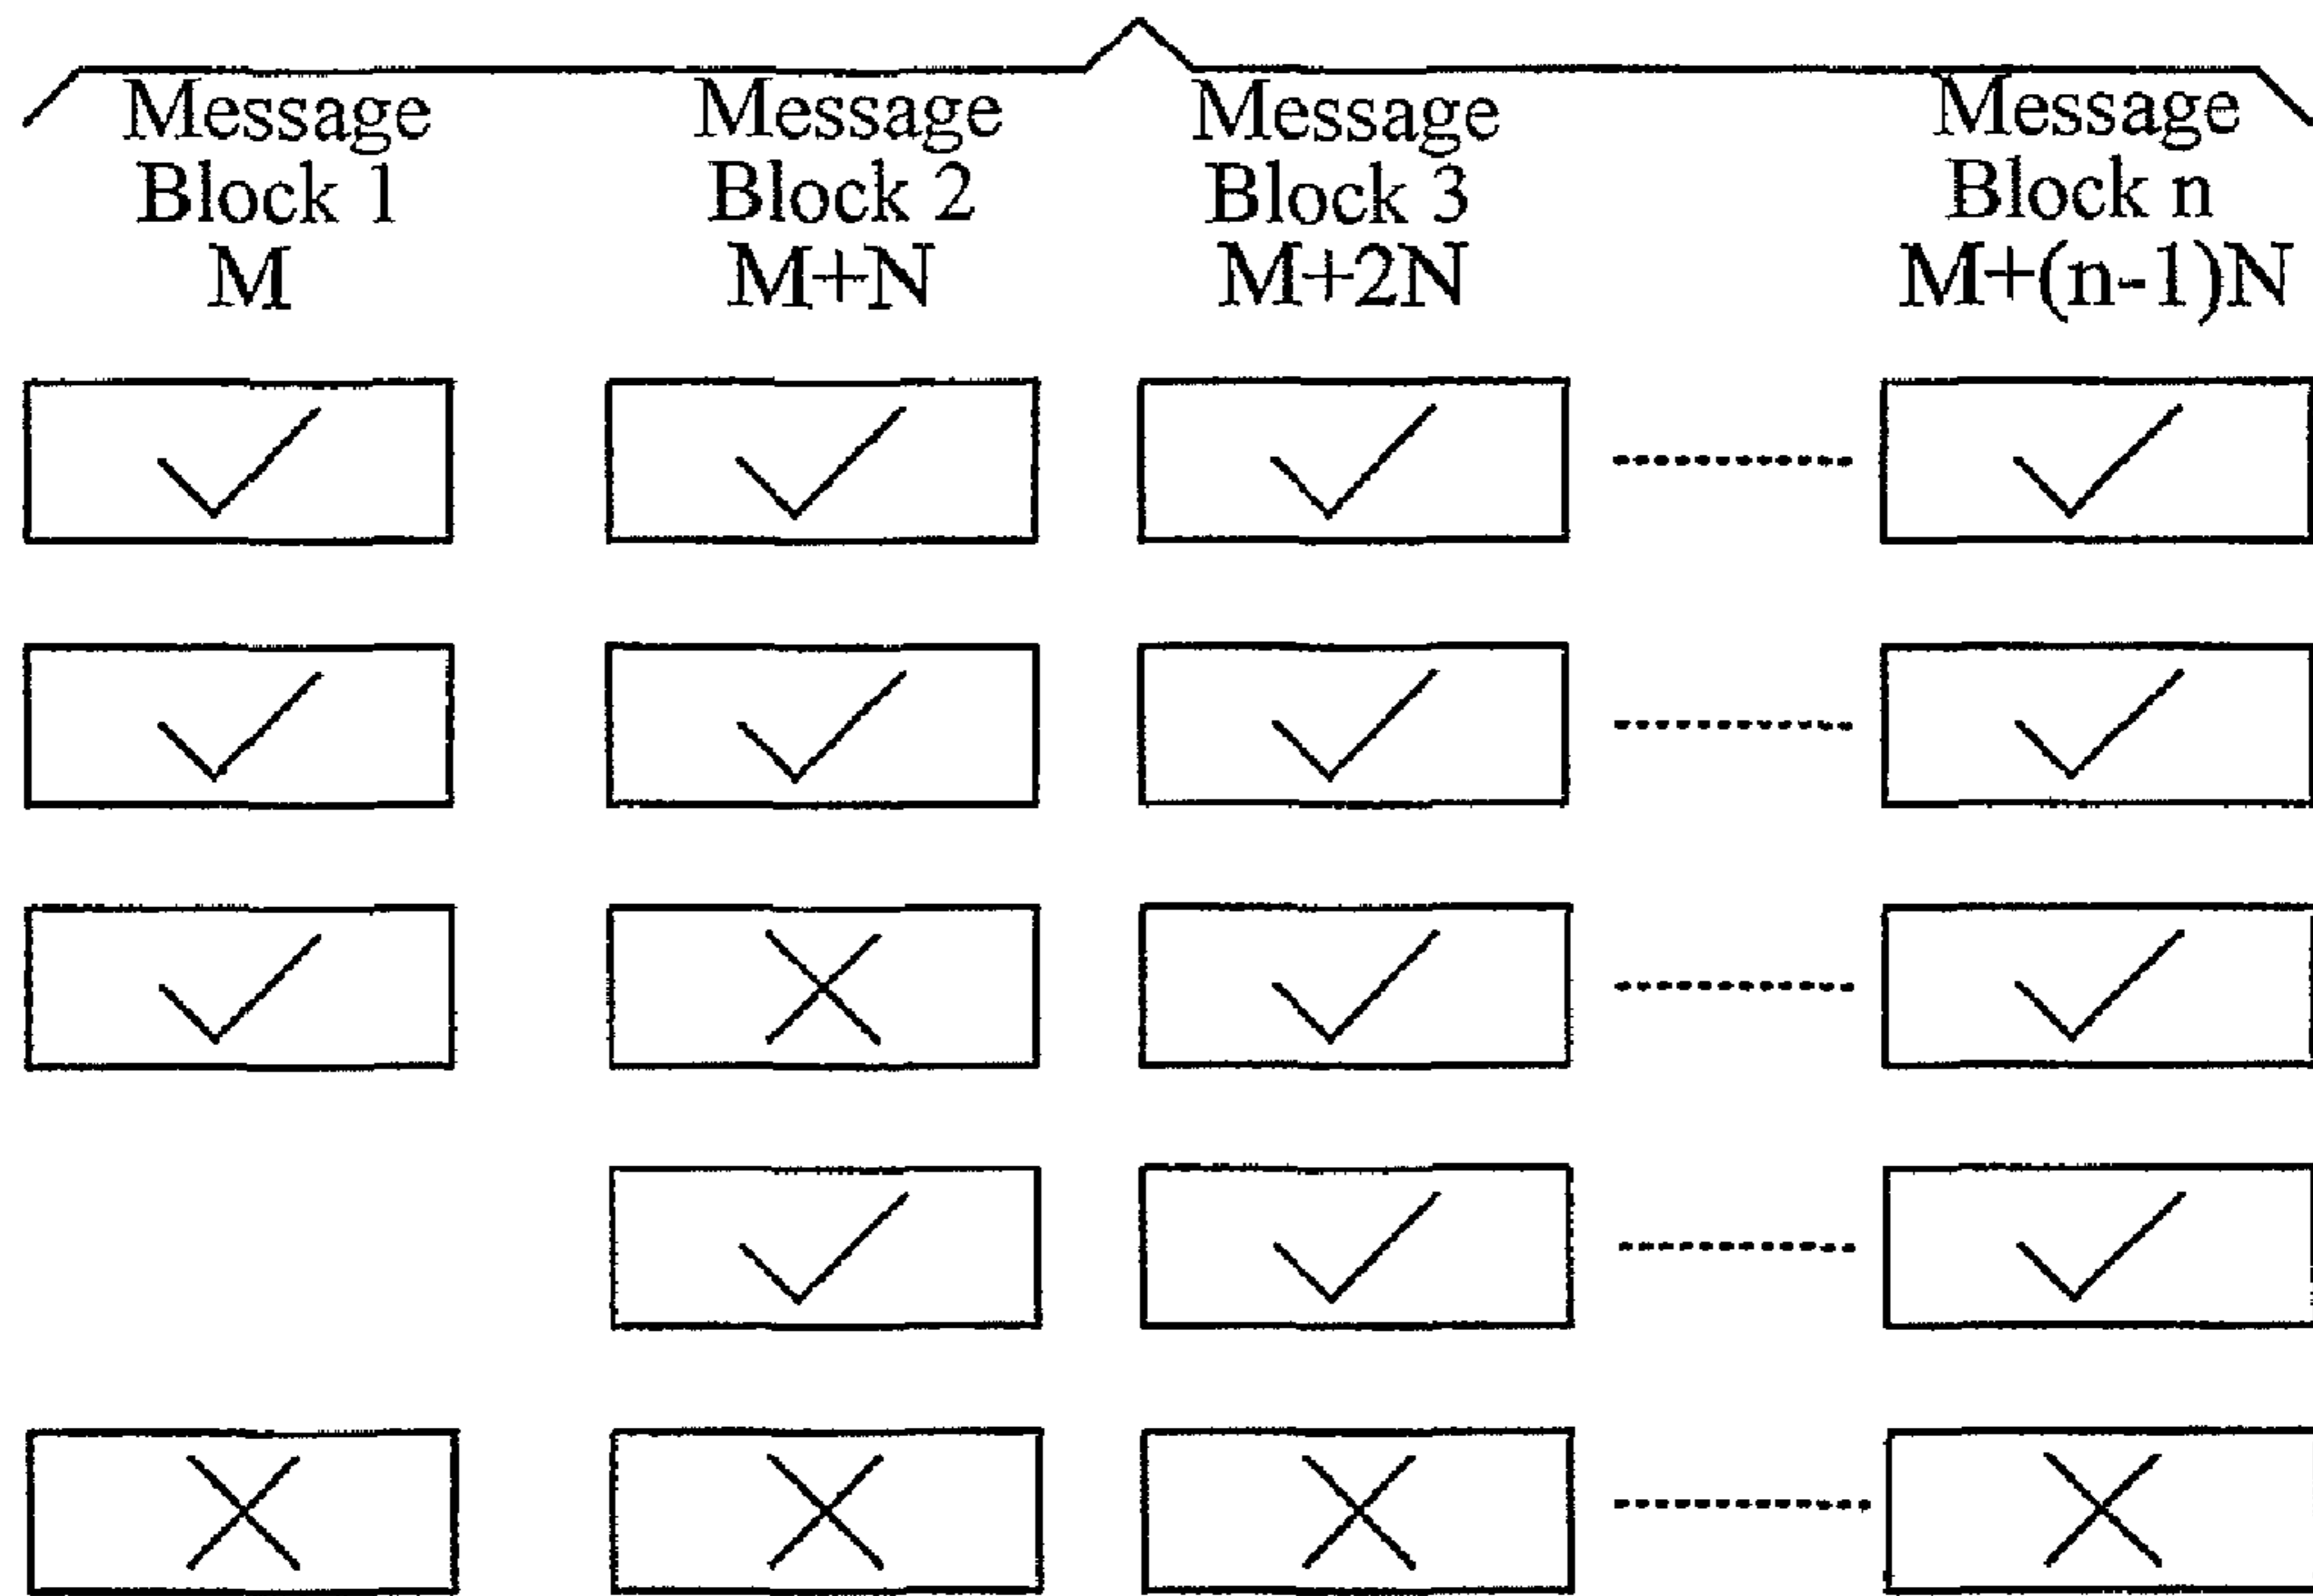 Message
Block 1
M
Message
Block 2
M+N
Message
Block 3
M+2N
Message
Block n
M+(n-1)N